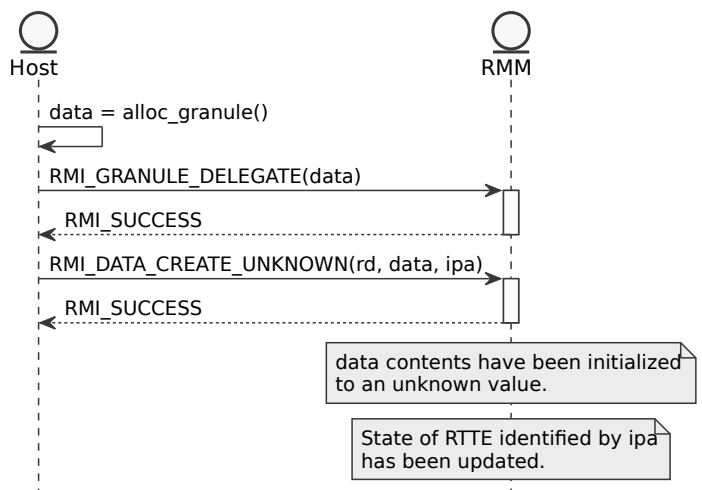 Host
RMM
data = alloc_granule()
RMI_GRANULE_DELEGATE(data)
RMI_SUCCESS
RMI_DATA_CREATE_UNKNOWN(rd, data, ipa)
RMI_SUCCESS
data contents have been initialized
to an unknown value.
State of RTTE identified by ipa
has been updated.